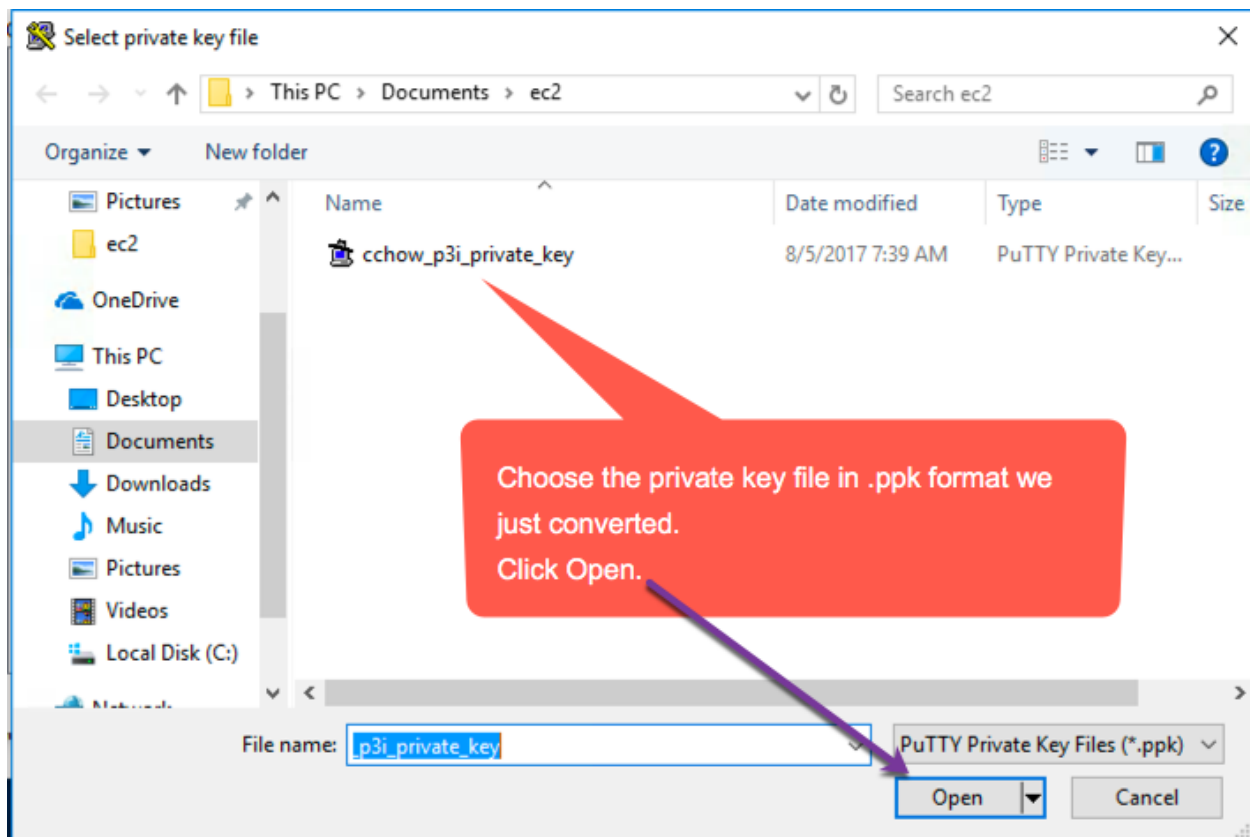 Select private key file
This PC > Documents > ec2
Search ec2
Organize
New folder
Name
Date modified
Type
Size
Pictures
ec2
OneDrive
This PC
Desktop
Documents
Downloads
Music
Pictures
Videos
Local Disk (C:)
cchow_p3i_private_key
8/5/2017 7:39 AM
PuTTY Private Key...
Choose the private key file in .ppk format we
just converted.
Click Open.
File name:
_p3i_private_key
PuTTY Private Key Files (*.ppk)
Open
Cancel